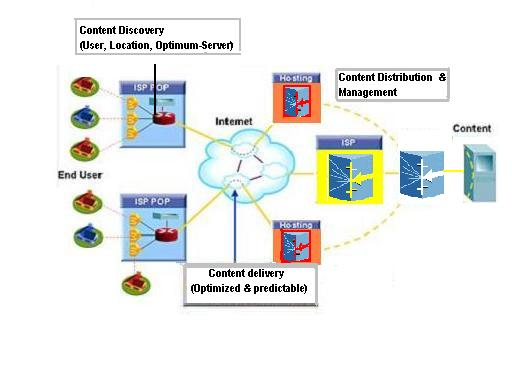 Content Discovery
(User, Location, Optimum-Server)
ISP POP
Hosting
Content Distribution &
Management
Internet
ISP
Content
End User
ISP POP
Hosting
Content delivery
(Optimized & predictable)